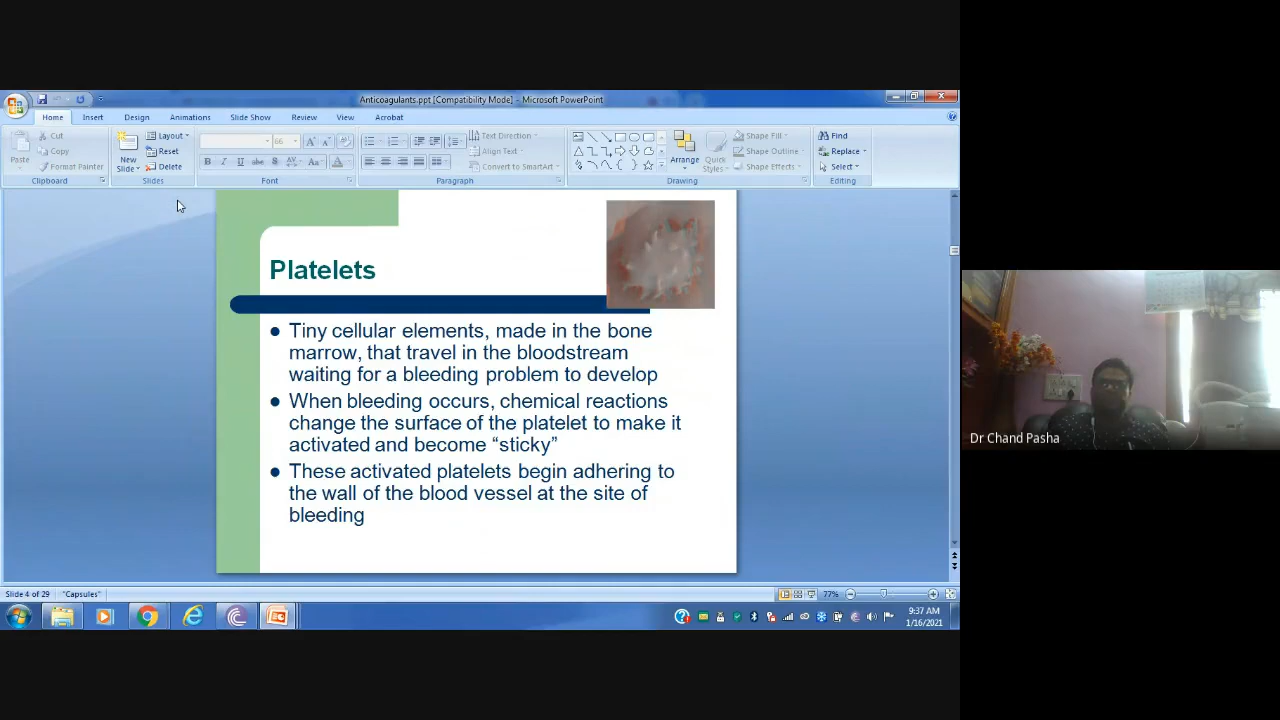 Anticoagulants.ppt [Compatibility Mode] - Microsoft PowerPoint
Home Insert Design Animations Slide Show Review View Acrobat
Cut
Copy
Format Painter
Paste
Clipboard
New
Slide
Layout
Reset
Delete
Slides
66
B I U abc S AV Aa A
Font
Text Direction
Align Text
Convert to SmartArt
Paragraph
Arrange
Quick
Styles
Shape Fill
Shape Outline
Shape Effects
Drawing
Find
Replace
Select
Editing
Platelets
Tiny cellular elements, made in the bone
marrow, that travel in the bloodstream
waiting for a bleeding problem to develop
When bleeding occurs, chemical reactions
change the surface of the platelet to make it
activated and become “sticky”
These activated platelets begin adhering to
the wall of the blood vessel at the site of
bleeding
Dr Chand Pasha
Slide 4 of 29 "Capsules" 77%
9:37 AM
1/16/2021